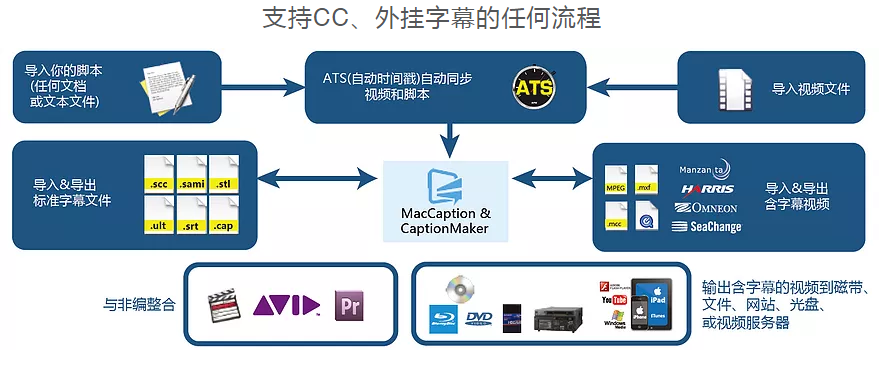 支持CC、外挂字幕的任何流程
导入你的脚本
(任何文档
或文本文件)
ATS(自动时间戳)自动同步
视频和脚本
ATS
导入视频文件
导入&导出
标准字幕文件
.scc
.sami
.stl
.ult
.srt
.cap
MacCaption &
CaptionMaker
MPEG
.mxf
.mcc
Manzanita
HARRIS
OMNEON
SeaChange
导入&导出
含字幕视频
与非编整合
AVID
Pr
Blu-ray
DVD
VIDEO
HDCAM
YouTube
Windows
Media
iPhone
iPad
iTunes
输出含字幕的视频到磁带、
文件、网站、光盘、
或视频服务器